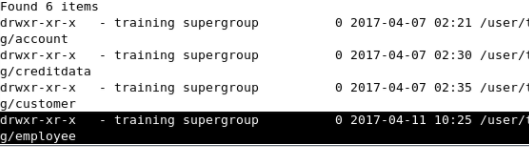 Found 6 items
drwxr-xr-x   - training supergroup          0 2017-04-07 02:21 /user/t
g/account
drwxr-xr-x   - training supergroup          0 2017-04-07 02:30 /user/t
g/creditdata
drwxr-xr-x   - training supergroup          0 2017-04-07 02:35 /user/t
g/customer
drwxr-xr-x   - training supergroup          0 2017-04-11 10:25 /user/t
g/employee